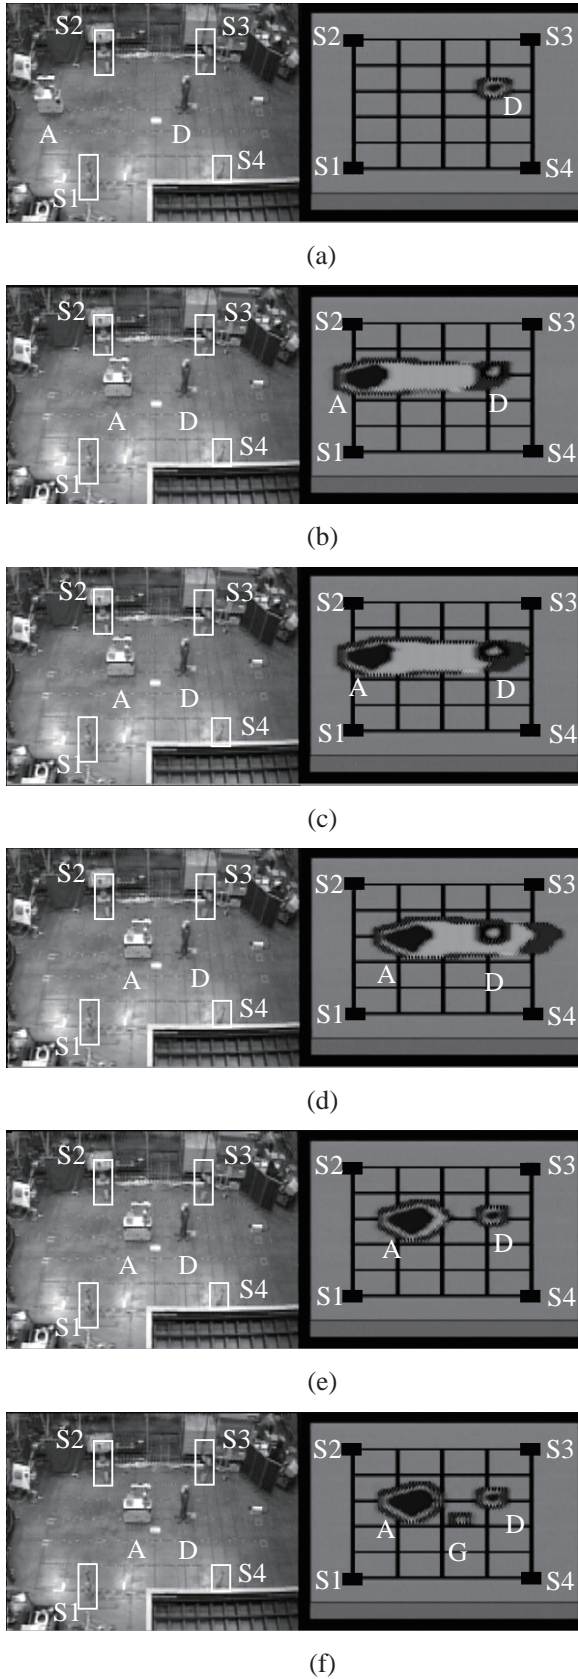 S2 S3 S2 S3
A D D
S1 S4 S1 S4
(a)
S2 S3 S2 S3
A D A D
S1 S4 S1 S4
(b)
S2 S3 S2 S3
A D A D
S1 S4 S1 S4
(c)
S2 S3 S2 S3
A D A D
S1 S4 S1 S4
(d)
S2 S3 S2 S3
A D A D
S1 S4 S1 S4
(e)
S2 S3 S2 S3
A D A D
G
S1 S4 S1 S4
(f)